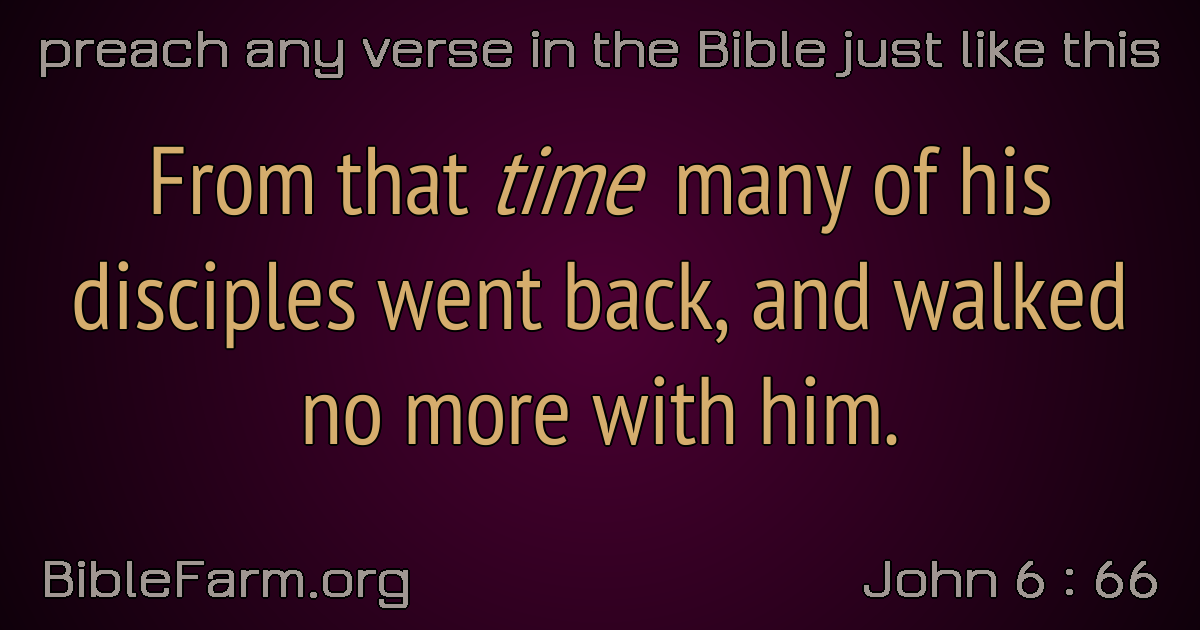 preach any verse in the Bible just like this
From that time many of his
disciples went back, and walked
no more with him.
BibleFarm.org
John 6 : 66